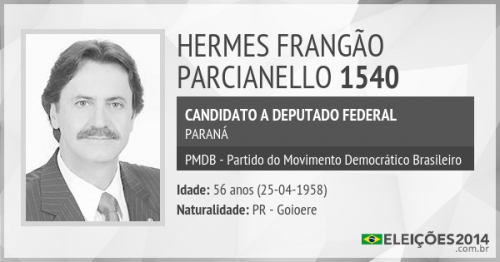 HERMES FRANGÃO
PARCIANELLO 1540
CANDIDATO A DEPUTADO FEDERAL
PARANÁ
PMDB - Partido do Movimento Democrático Brasileiro
Idade: 56 anos (25-04-1958)
Naturalidade: PR - Goioere
ELEIÇÕES2014
.com.br